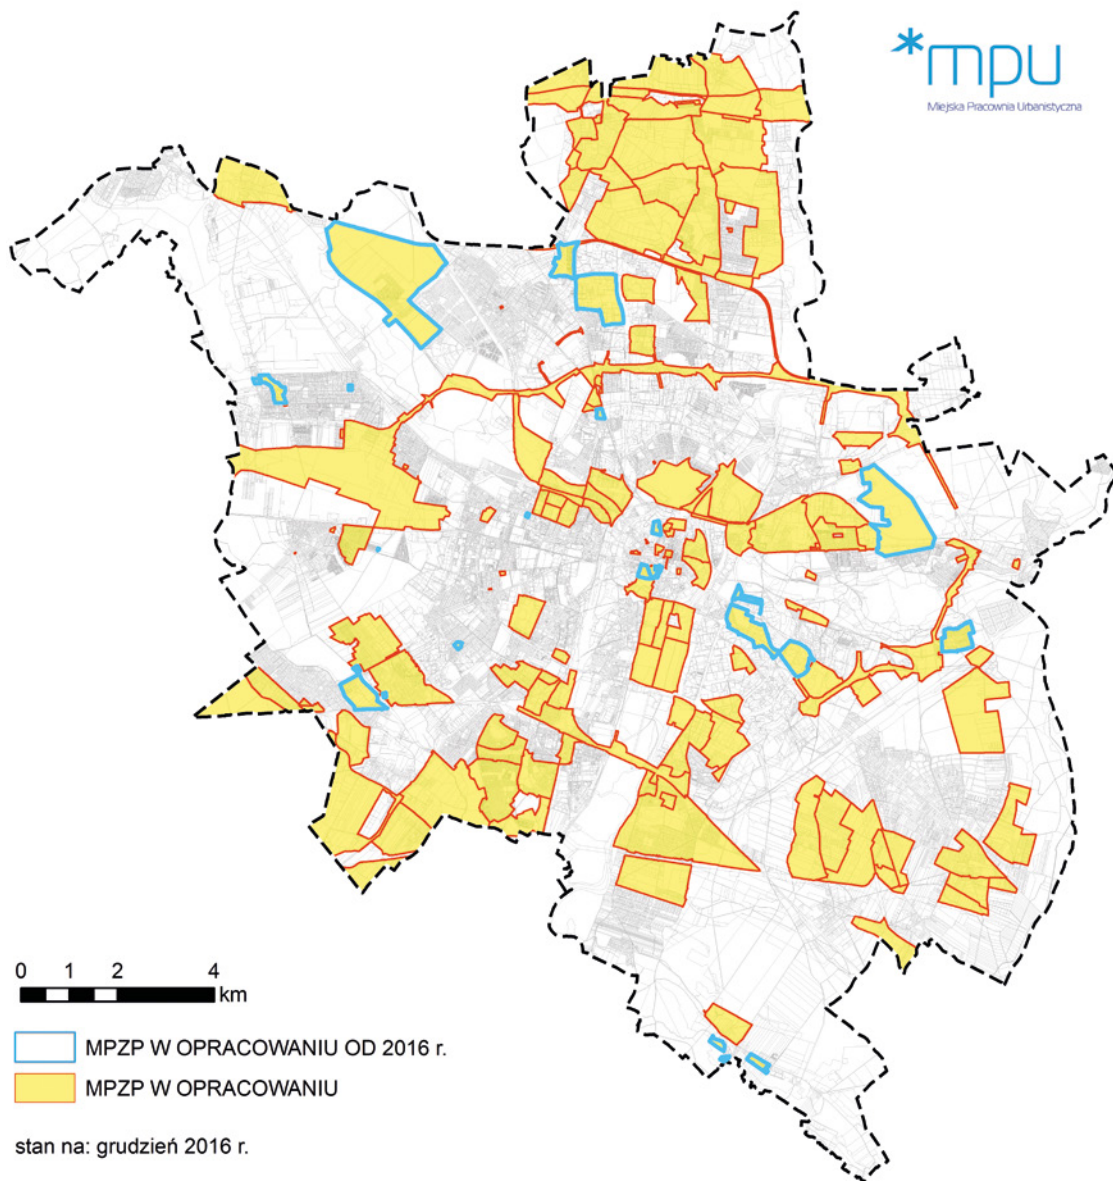 *mpu
Miejska Pracownia Urbanistyczna
0 1 2 4
km
MPZP W OPRACOWANIU OD 2016 r.
MPZP W OPRACOWANIU
stan na: grudzień 2016 r.